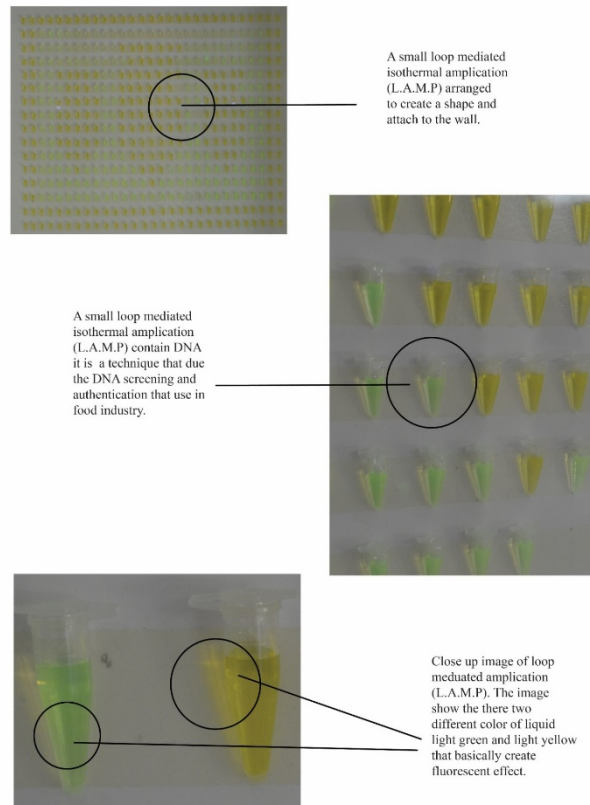 A small loop mediated
isothermal amplication
(L.A.M.P) arranged
to create a shape and
attach to the wall.
A small loop mediated
isothermal amplication
(L.A.M.P) contain DNA
it is a technique that due
the DNA screening and
authentication that use in
food industry.
Close up image of loop
meduated amplication
(L.A.M.P). The image
show the there two
different color of liquid
light green and light yellow
that basically create
fluorescent effect.